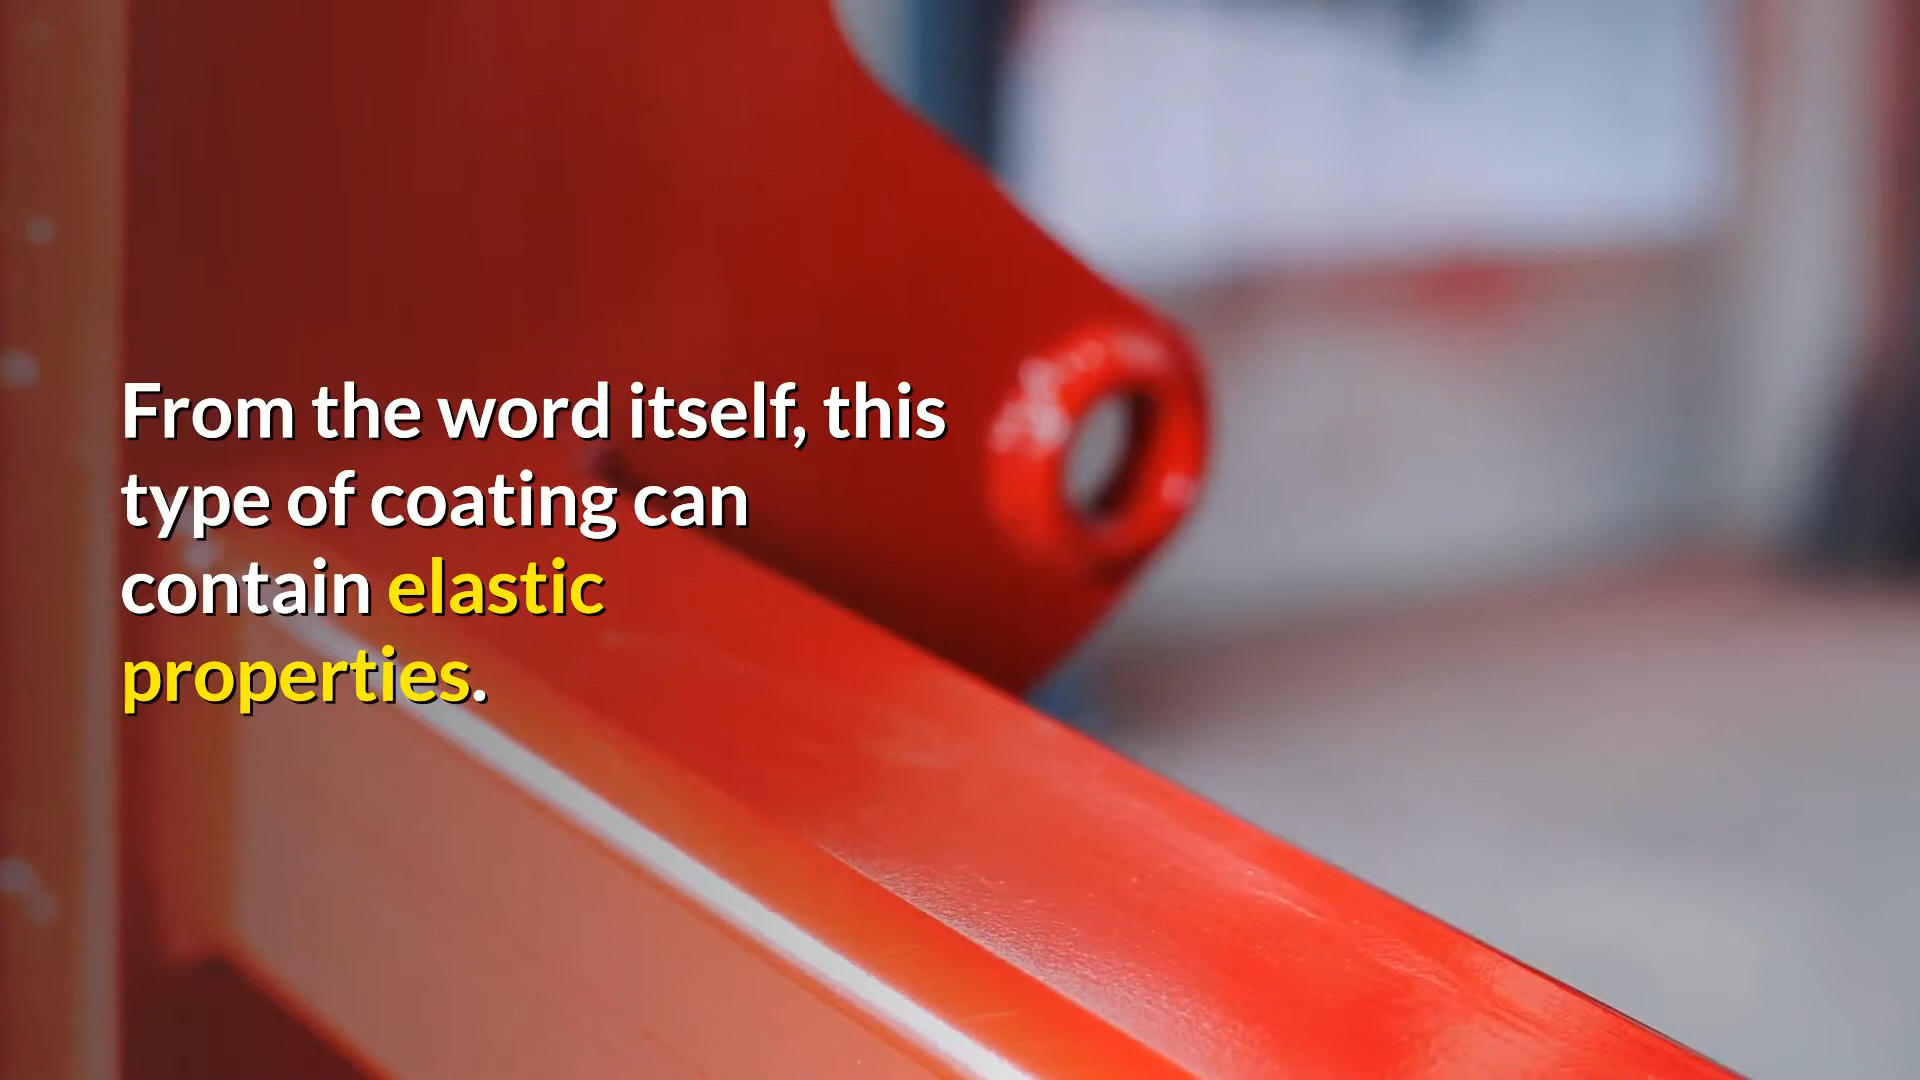 From the word itself, this
type of coating can
contain elastic
properties.